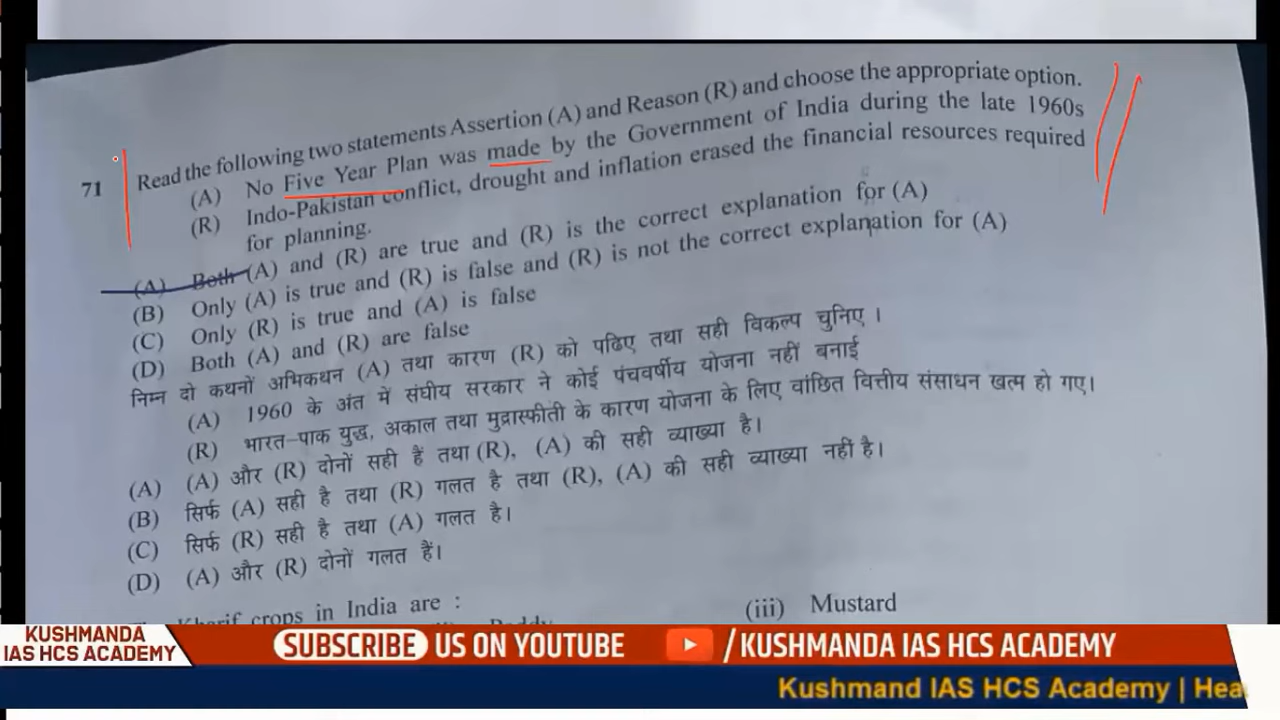 71 Read the following two statements Assertion (A) and Reason (R) and choose the appropriate option.
(A) No Five Year Plan was made by the Government of India during the late 1960s
(R) Indo-Pakistan conflict, drought and inflation erased the financial resources required
for planning.
(A) Both (A) and (R) are true and (R) is the correct explanation for (A)
(B) Only (A) is true and (R) is false and (R) is not the correct explanation for (A)
(C) Only (R) is true and (A) is false
(D) Both (A) and (R) are false
निम्न दो कथनों अभिकथन (A) तथा कारण (R) को पढिए तथा सही विकल्प चुनिए ।
(A) 1960 के अंत में संघीय सरकार ने कोई पंचवर्षीय योजना नहीं बनाई
(R) भारत-पाक युद्ध, अकाल तथा मुद्रास्फीती के कारण योजना के लिए वांछित वित्तीय संसाधन खत्म हो गए।
(A) (A) और (R) दोनों सही हैं तथा (R), (A) की सही व्याख्या है।
(B) सिर्फ (A) सही है तथा (R) गलत है तथा (R), (A) की सही व्याख्या नहीं है।
(C) सिर्फ (R) सही है तथा (A) गलत है।
(D) (A) और (R) दोनों गलत हैं।
crops in India are :
(iii) Mustard
KUSHMANDA
IAS HCS ACADEMY
SUBSCRIBE US ON YOUTUBE
/KUSHMANDA IAS HCS ACADEMY
Kushmand IAS HCS Academy | Hea